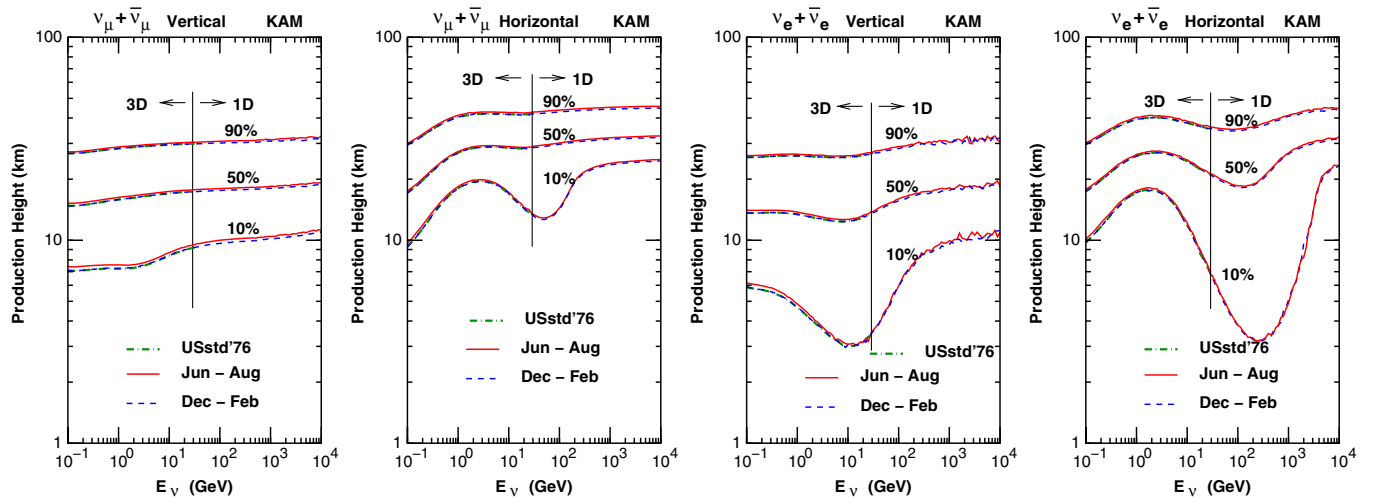 ν_μ + ν̅_μ Vertical KAM
100
10
1
Production Height (km)
3D ← → 1D
90%
50%
10%
USstd'76
Jun – Aug
Dec – Feb
10^−1 10^0 10^1 10^2 10^3 10^4
E_ν (GeV)
ν_μ + ν̅_μ Horizontal KAM
100
10
1
Production Height (km)
3D ← → 1D
90%
50%
10%
USstd'76
Jun – Aug
Dec – Feb
10^−1 10^0 10^1 10^2 10^3 10^4
E_ν (GeV)
ν_e + ν̅_e Vertical KAM
100
10
1
Production Height (km)
3D ← → 1D
90%
50%
10%
USstd'76
Jun – Aug
Dec – Feb
10^−1 10^0 10^1 10^2 10^3 10^4
E_ν (GeV)
ν_e + ν̅_e Horizontal KAM
100
10
1
Production Height (km)
3D ← → 1D
90%
50%
10%
USstd'76
Jun – Aug
Dec – Feb
10^−1 10^0 10^1 10^2 10^3 10^4
E_ν (GeV)